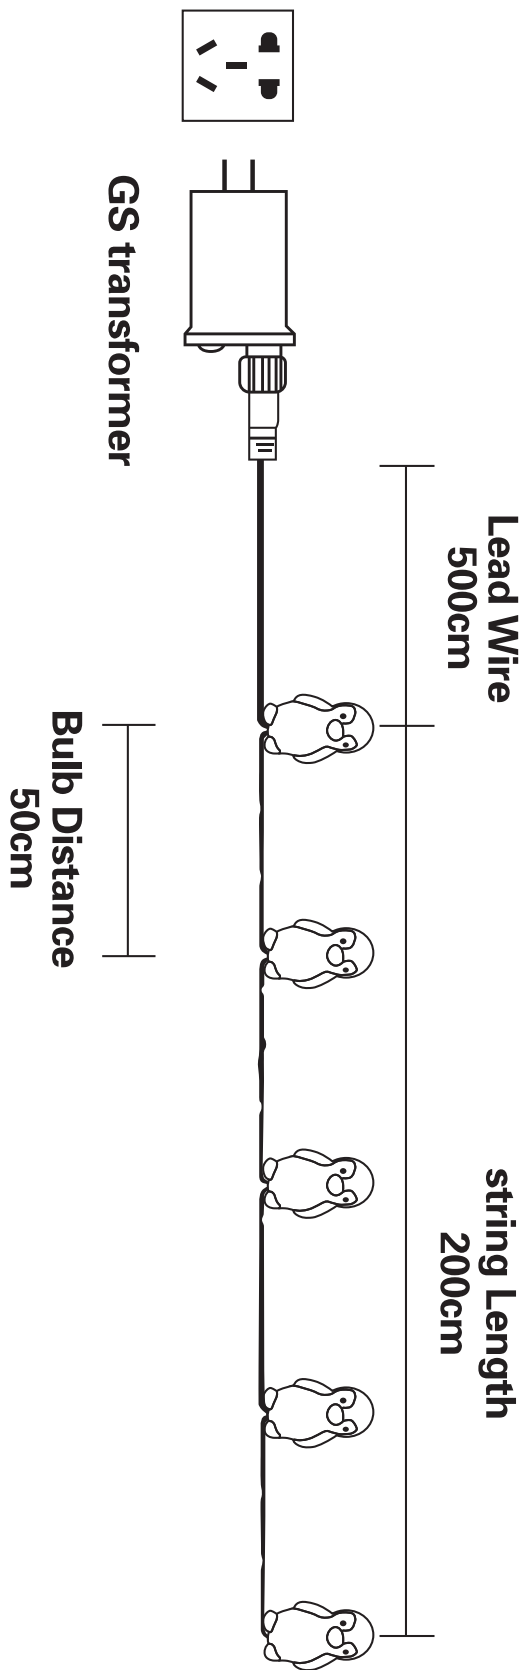 GS transformer
Lead Wire
500cm
Bulb Distance
50cm
string Length
200cm